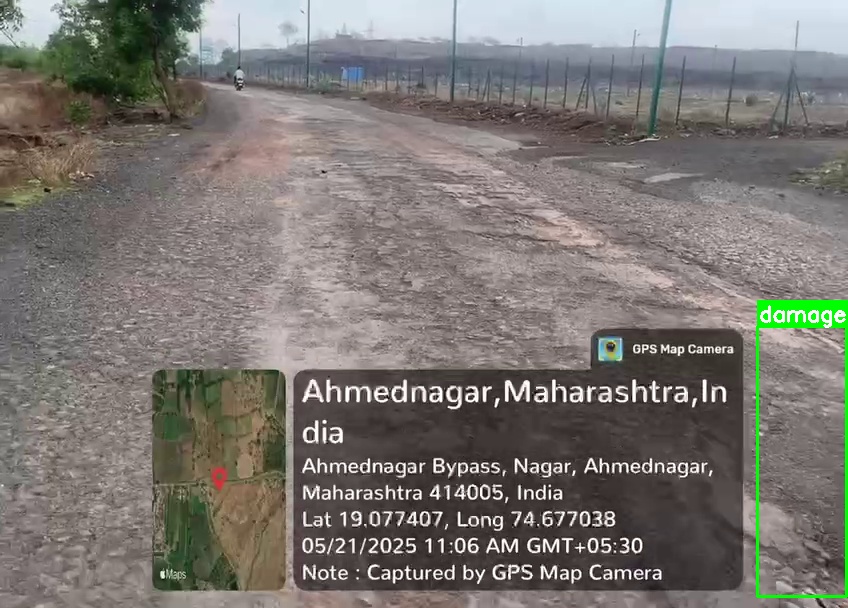 damage
GPS Map Camera
Ahmednagar,Maharashtra,In
dia
Ahmednagar Bypass, Nagar, Ahmednagar,
Maharashtra 414005, India
Lat 19.077407, Long 74.677038
05/21/2025 11:06 AM GMT+05:30
Note : Captured by GPS Map Camera
Maps